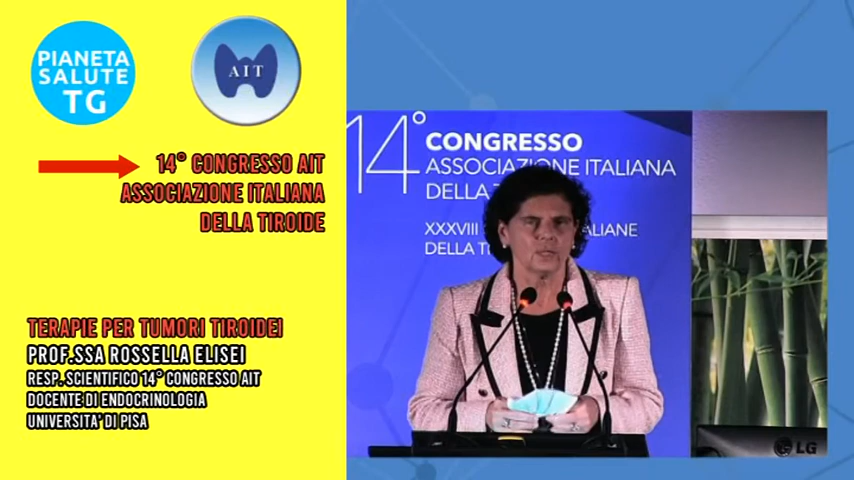 PIANETA
SALUTE
TG
AIT
14° CONGRESSO AIT
ASSOCIAZIONE ITALIANA
DELLA TIROIDE
TERAPIE PER TUMORI TIROIDEI
PROF.SSA ROSSELLA ELISEI
RESP. SCIENTIFICO 14° CONGRESSO AIT
DOCENTE DI ENDOCRINOLOGIA
UNIVERSITA' DI PISA
14°
CONGRESSO
ASSOCIAZIONE ITALIANA
DELLA T
XXXVIII ALIANE
DELLA TI
LG